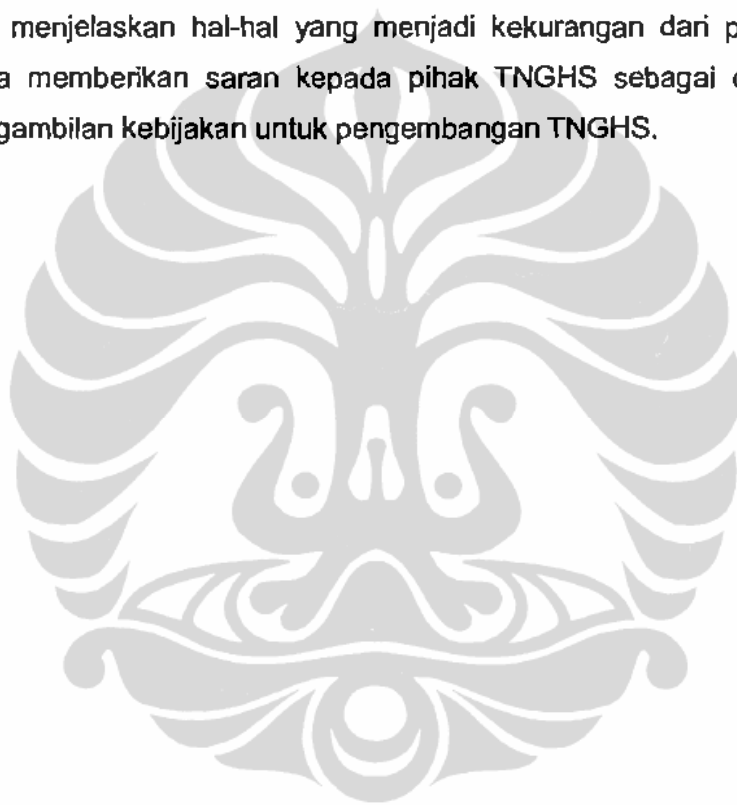 menjelaskan hal-hal yang menjadi kekurangan dari
memberikan saran kepada pihak TNGHS sebagai
gambilan kebijakan untuk pengembangan TNGHS.